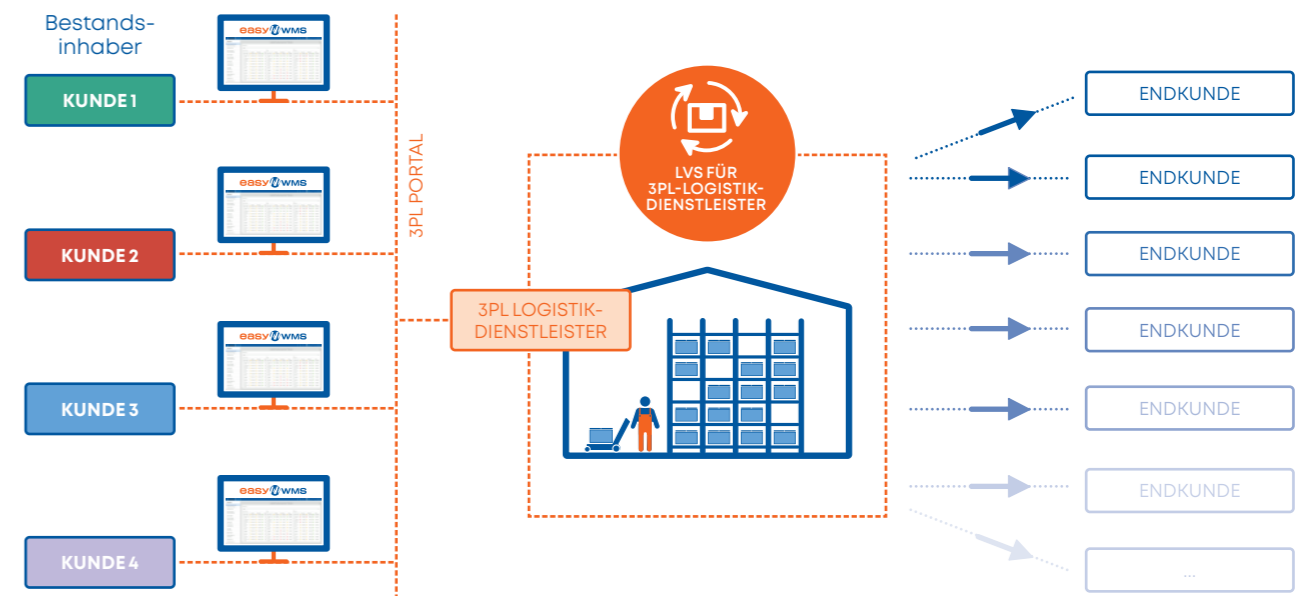 Bestands-
inhaber
easy WMS
KUNDE 1
easy WMS
KUNDE 2
easy WMS
KUNDE 3
easy WMS
KUNDE 4
3PL PORTAL
LVS FÜR
3PL-LOGISTIK-
DIENSTLEISTER
3PL LOGISTIK-
DIENSTLEISTER
ENDKUNDE
ENDKUNDE
ENDKUNDE
ENDKUNDE
ENDKUNDE
ENDKUNDE
...